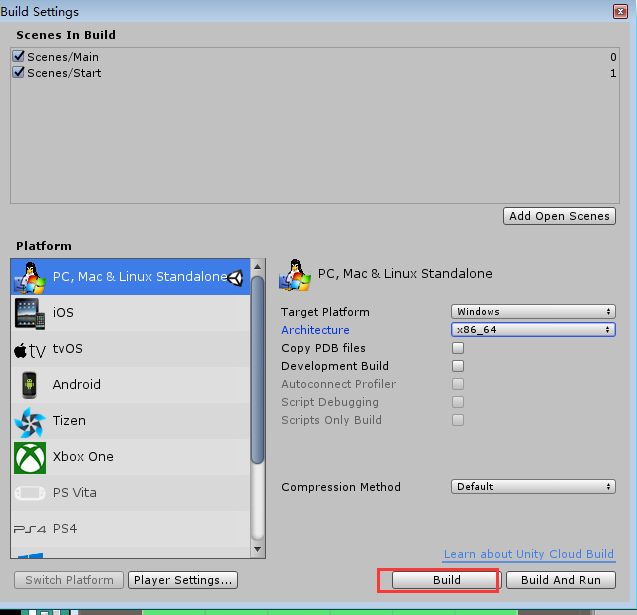 Build Settings
Scenes In Build
Scenes/Main 0
Scenes/Start 1
Add Open Scenes
Platform
PC, Mac & Linux Standalone
iOS
tv tvOS
Android
Tizen
Xbox One
PS Vita
PS4 PS4
PC, Mac & Linux Standalone
Target Platform Windows
Architecture x86_64
Copy PDB files
Development Build
Autoconnect Profiler
Script Debugging
Scripts Only Build
Compression Method Default
Learn about Unity Cloud Build
Switch Platform Player Settings... Build Build And Run